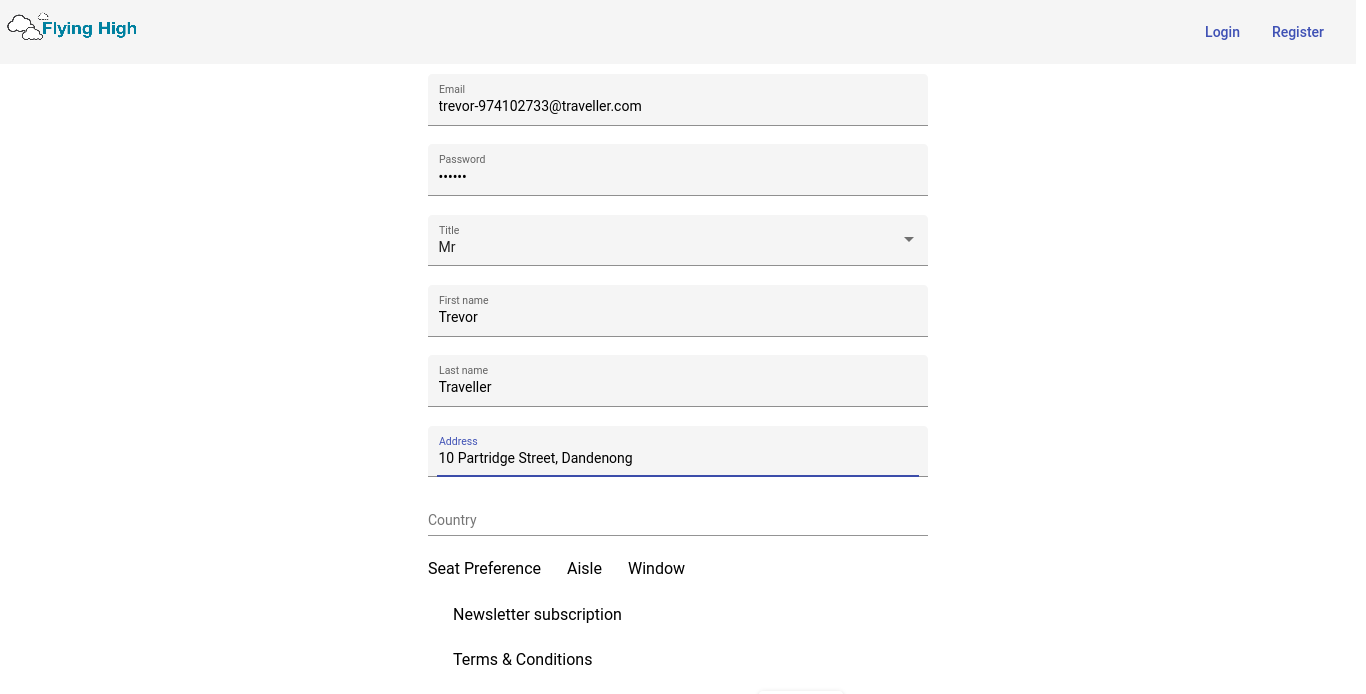 Flying High
Login Register
Email
trevor-974102733@traveller.com
Password
••••••
Title
Mr
First name
Trevor
Last name
Traveller
Address
10 Partridge Street, Dandenong
Country
Seat Preference Aisle Window
Newsletter subscription
Terms & Conditions